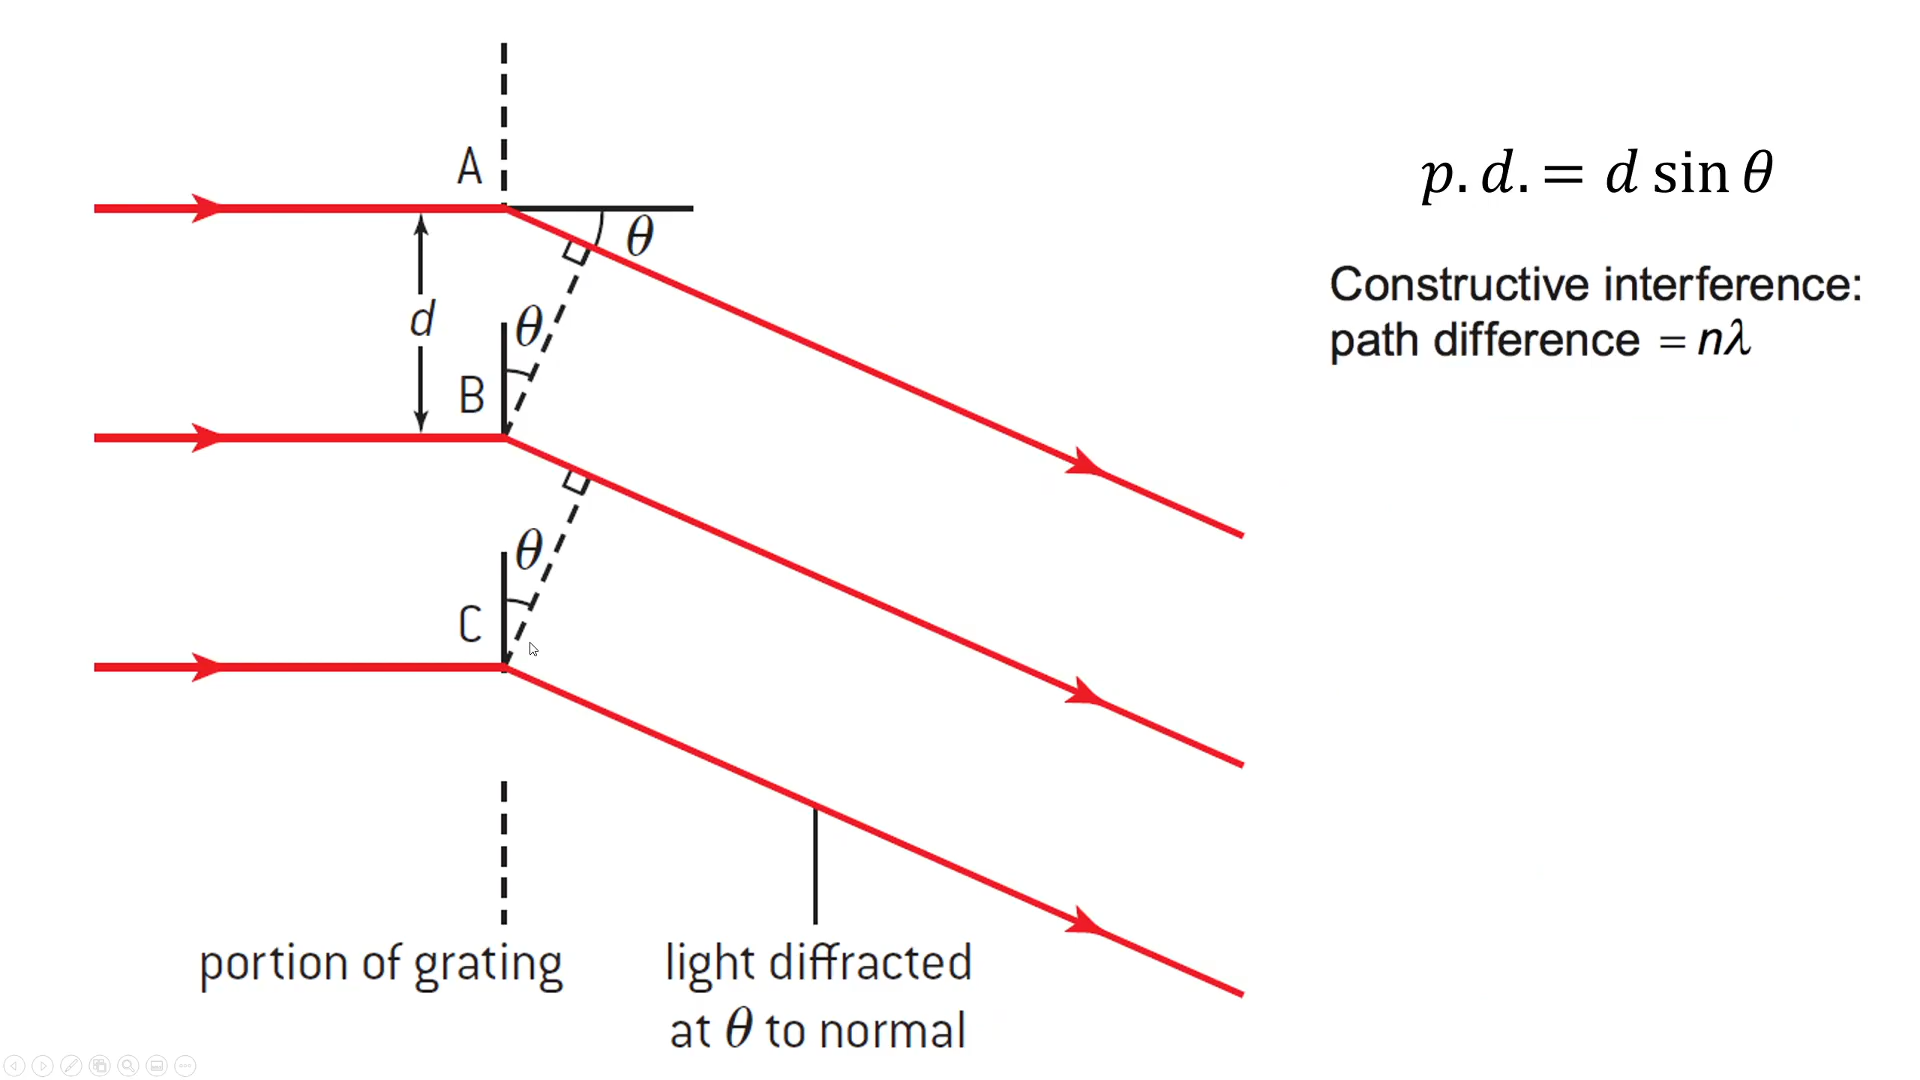 A
θ
d
θ
B
θ
C
portion of grating
light diffracted
at θ to normal
p.d. = d sin θ
Constructive interference:
path difference = nλ